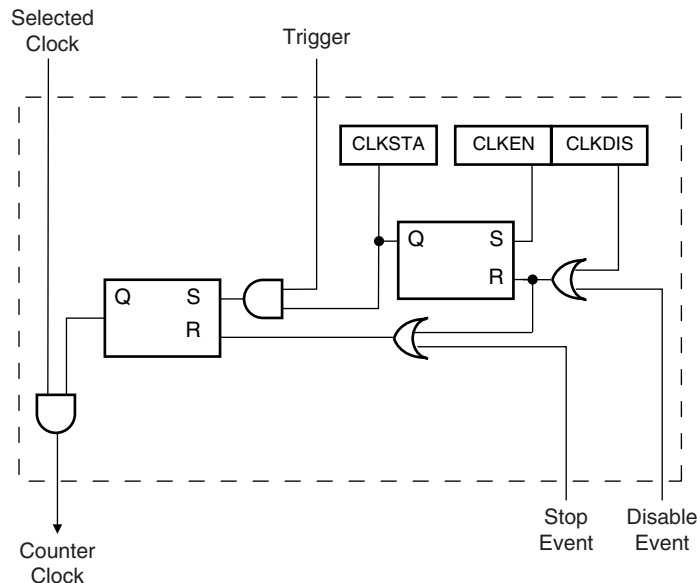 Selected
Clock
Trigger
CLKSTA
CLKEN
CLKDIS
Q
S
R
Q
S
R
Stop
Event
Disable
Event
Counter
Clock